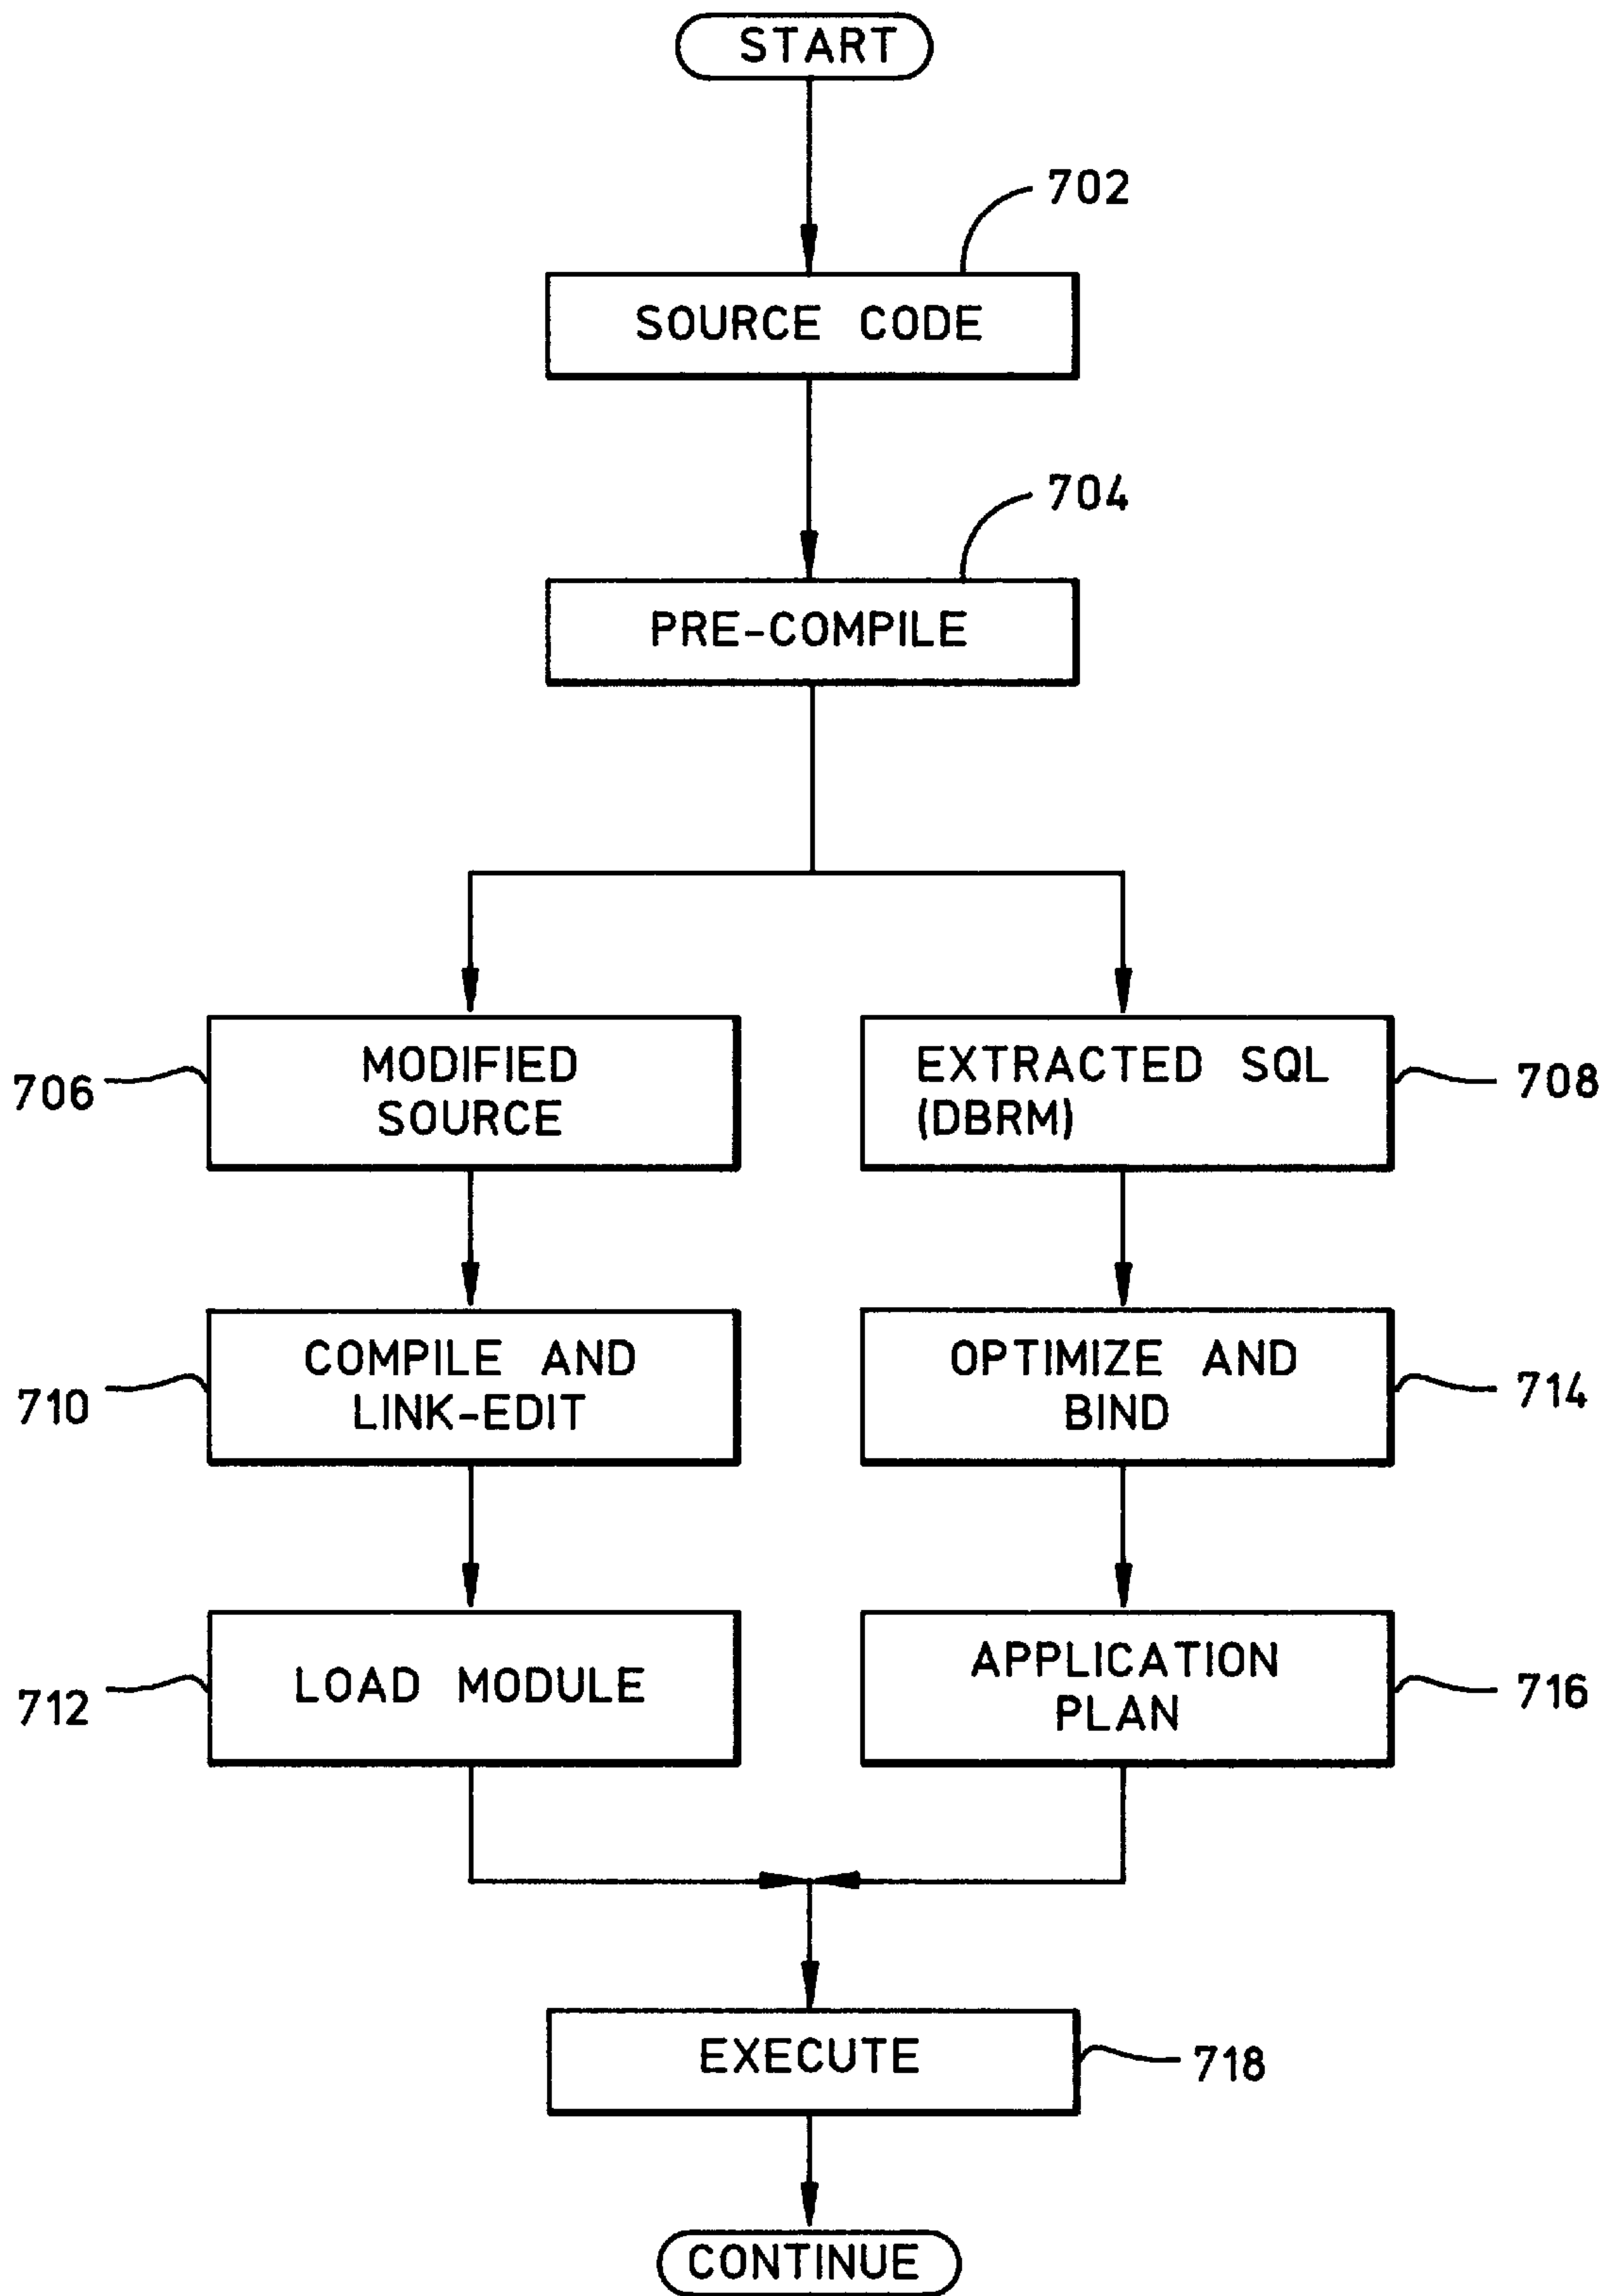 START
702
SOURCE CODE
704
PRE-COMPILE
706
MODIFIED
SOURCE
EXTRACTED SQL
(DBRM)
708
710
COMPILE AND
LINK-EDIT
OPTIMIZE AND
BIND
714
712
LOAD MODULE
APPLICATION
PLAN
716
EXECUTE
718
CONTINUE